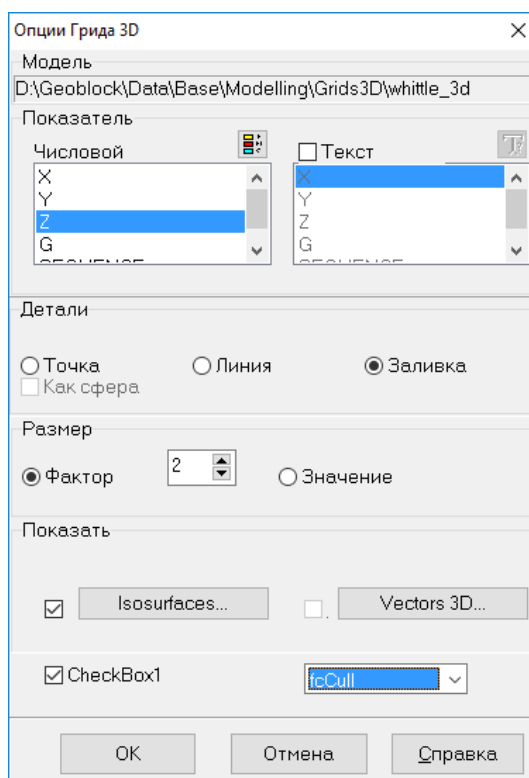 Опции Грида 3D
Модель
D:\Geoblock\Data\Base\Modelling\Grids3D\whittle_3d
Показатель
Числовой
Текст
X
Y
Z
G
X
Y
Z
G
Детали
Точка
Линия
Заливка
Как сфера
Размер
Фактор
2
Значение
Показать
Isosurfaces...
.
Vectors 3D...
CheckBox1
fcCull
OK
Отмена
Справка